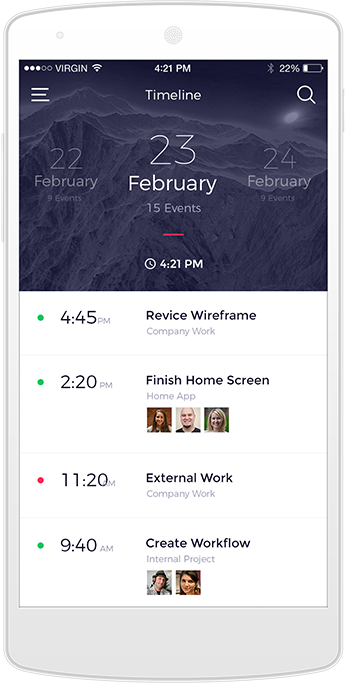 VIRGIN 4:21 PM 22%
Timeline
22 February 9 Events
23 February 15 Events
24 February 9 Events
4:21 PM
4:45 PM Revice Wireframe
Company Work
2:20 PM Finish Home Screen
Home App
11:20 AM External Work
Company Work
9:40 AM Create Workflow
Internal Project